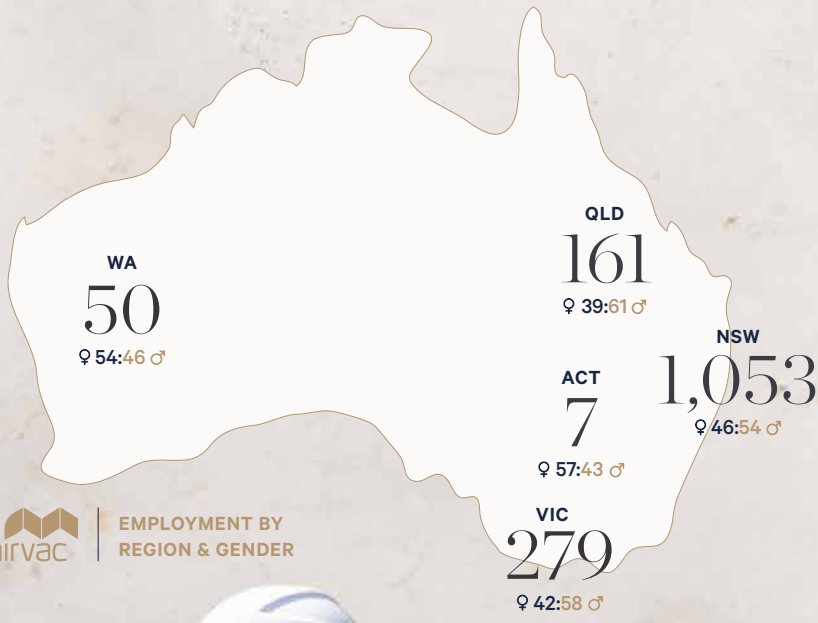 QLD
161
♀ 39:61 ♂
WA
50
♀ 54:46 ♂
NSW
1,053
♀ 46:54 ♂
ACT
7
♀ 57:43 ♂
VIC
279
♀ 42:58 ♂
irvac
EMPLOYMENT BY
REGION & GENDER